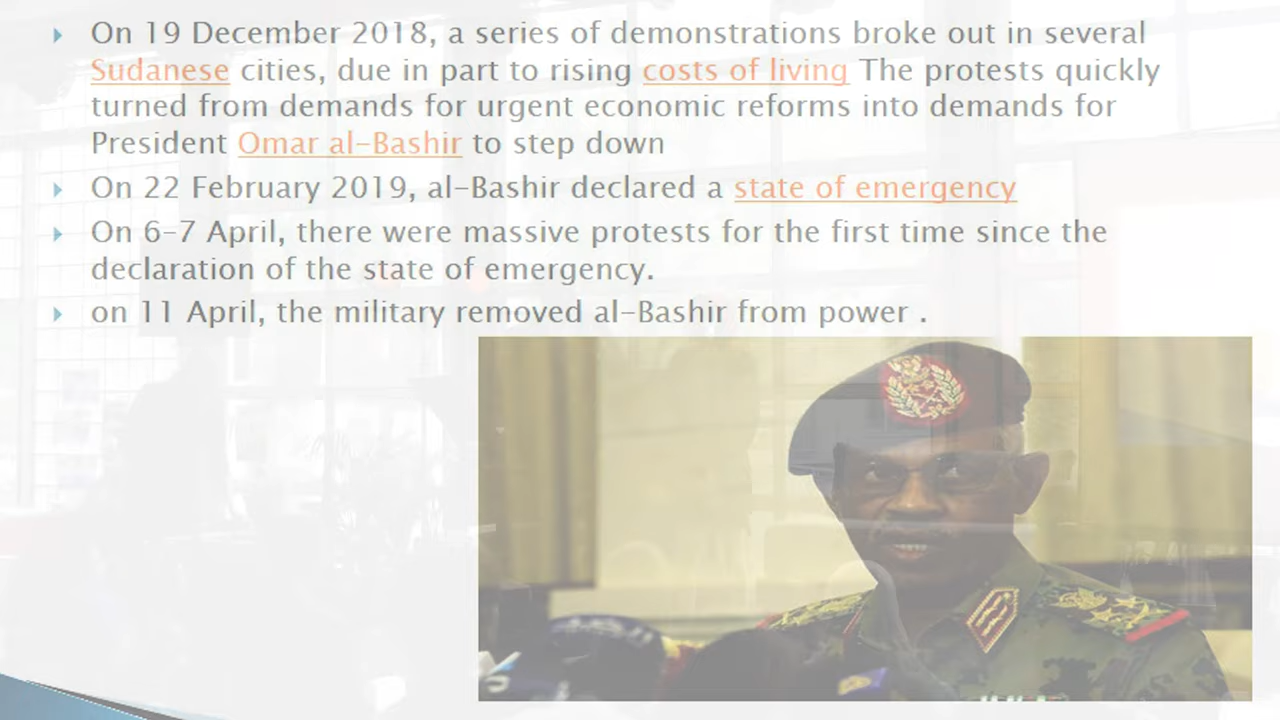 On 19 December 2018, a series of demonstrations broke out in several
Sudanese cities, due in part to rising costs of living The protests quickly
turned from demands for urgent economic reforms into demands for
President Omar al-Bashir to step down
On 22 February 2019, al-Bashir declared a state of emergency
On 6-7 April, there were massive protests for the first time since the
declaration of the state of emergency.
on 11 April, the military removed al-Bashir from power .